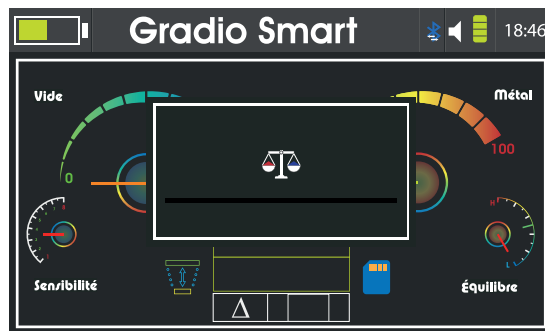 Gradio Smart
18:46
Vide
Métal
0
100
Sensibilité
Équilibre
Δ